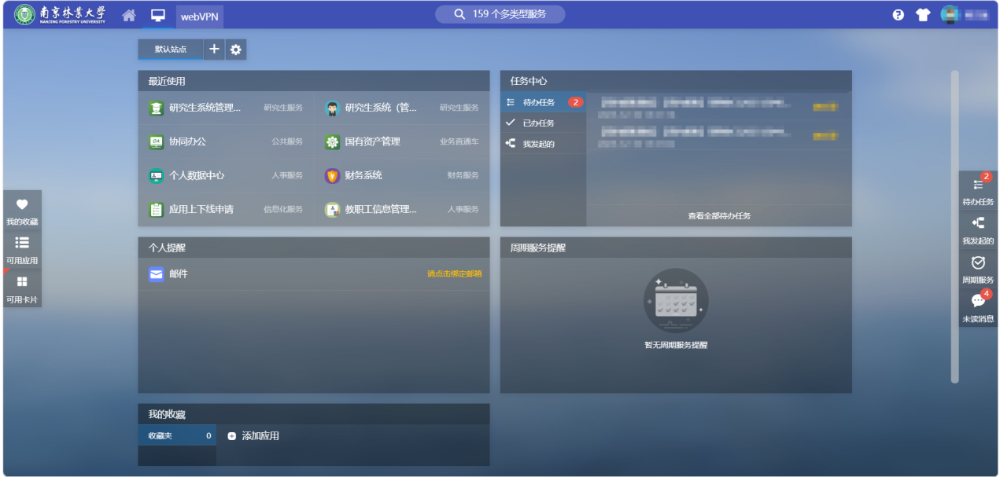 南京林业大学
NANJING FORESTRY UNIVERSITY
webVPN
159 个多类型服务
默认站点
最近使用
研究生系统管理... 研究生服务
研究生系统（管... 研究生服务
协同办公 公共服务
国有资产管理 业务直通车
个人数据中心 人事服务
财务系统 财务服务
应用上下线申请 信息化服务
教职工信息管理... 人事服务
任务中心
待办任务 2
已办任务
我发起的
查看全部待办任务
个人提醒
邮件 请点击绑定邮箱
周期服务提醒
暂无周期服务提醒
我的收藏
收藏夹 0
添加应用
我的收藏
可用应用
可用卡片
2
待办任务
我发起的
周期服务
4
未读消息